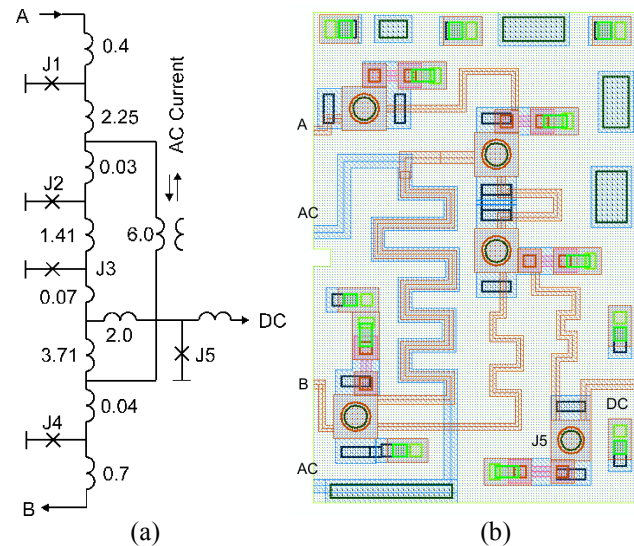 A
0.4
J1
2.25
AC Current
0.03
J2
1.41
6.0
J3
0.07
2.0
DC
3.71
J5
0.04
J4
0.7
B
(a)
A
AC
B
DC
J5
AC
(b)